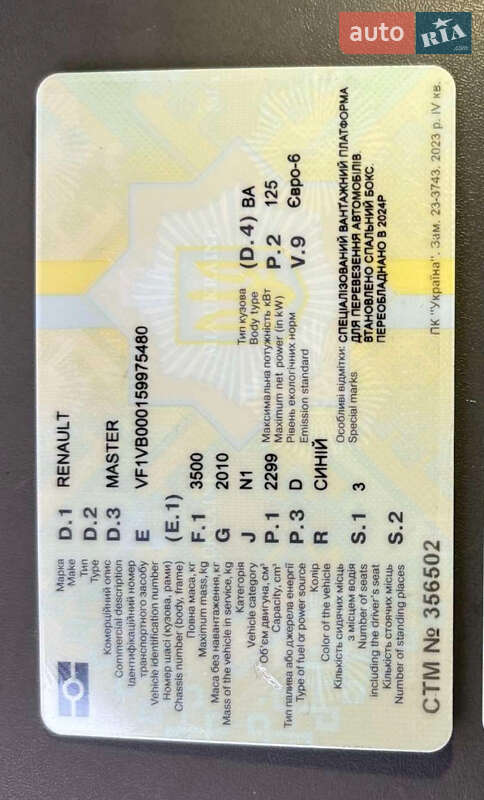 auto RIA
.com
Марка D.1 RENAULT
Make
Тип D.2
Type
Комерційний опис D.3 MASTER
Commercial description
Ідентифікаційний номер E VF1VB000159975480
транспортного засобу
Vehicle identification number
Номер шасі (кузова, рами) (E.1)
Chassis number (body, frame)
Повна маса, кг F.1 3500
Maximum mass, kg
Маса без навантаження, кг G 2010
Mass of the vehicle in service, kg
Категорія J N1 Тип кузова (D.4) BA
Vehicle category Body type
Об'єм двигуна, см³ P.1 2299 Максимальна потужність кВт P.2 125
Capacity, cm³ Maximum net power (in kW)
Тип палива або джерела енергії P.3 D Рівень екологічних норм V.9 Євро-6
Type of fuel or power source Emission standard
Колір R СИНІЙ
Color of the vehicle
Кількість сидячих місць S.1 3 Особливі відмітки: СПЕЦІАЛІЗОВАНИЙ ВАНТАЖНИЙ ПЛАТФОРМА
з місцем водія Special marks ДЛЯ ПЕРЕВЕЗЕННЯ АВТОМОБІЛІВ.
Number of seats ВТАНОВЛЕНО СПАЛЬНИЙ БОКС.
including the driver's seat ПЕРЕОБЛАДНАНО В 2024Р
Кількість стоячих місць S.2
Number of standing places
СТМ № 356502
ПК "Україна". Зам. 23-3743. 2023 р. IV кв.